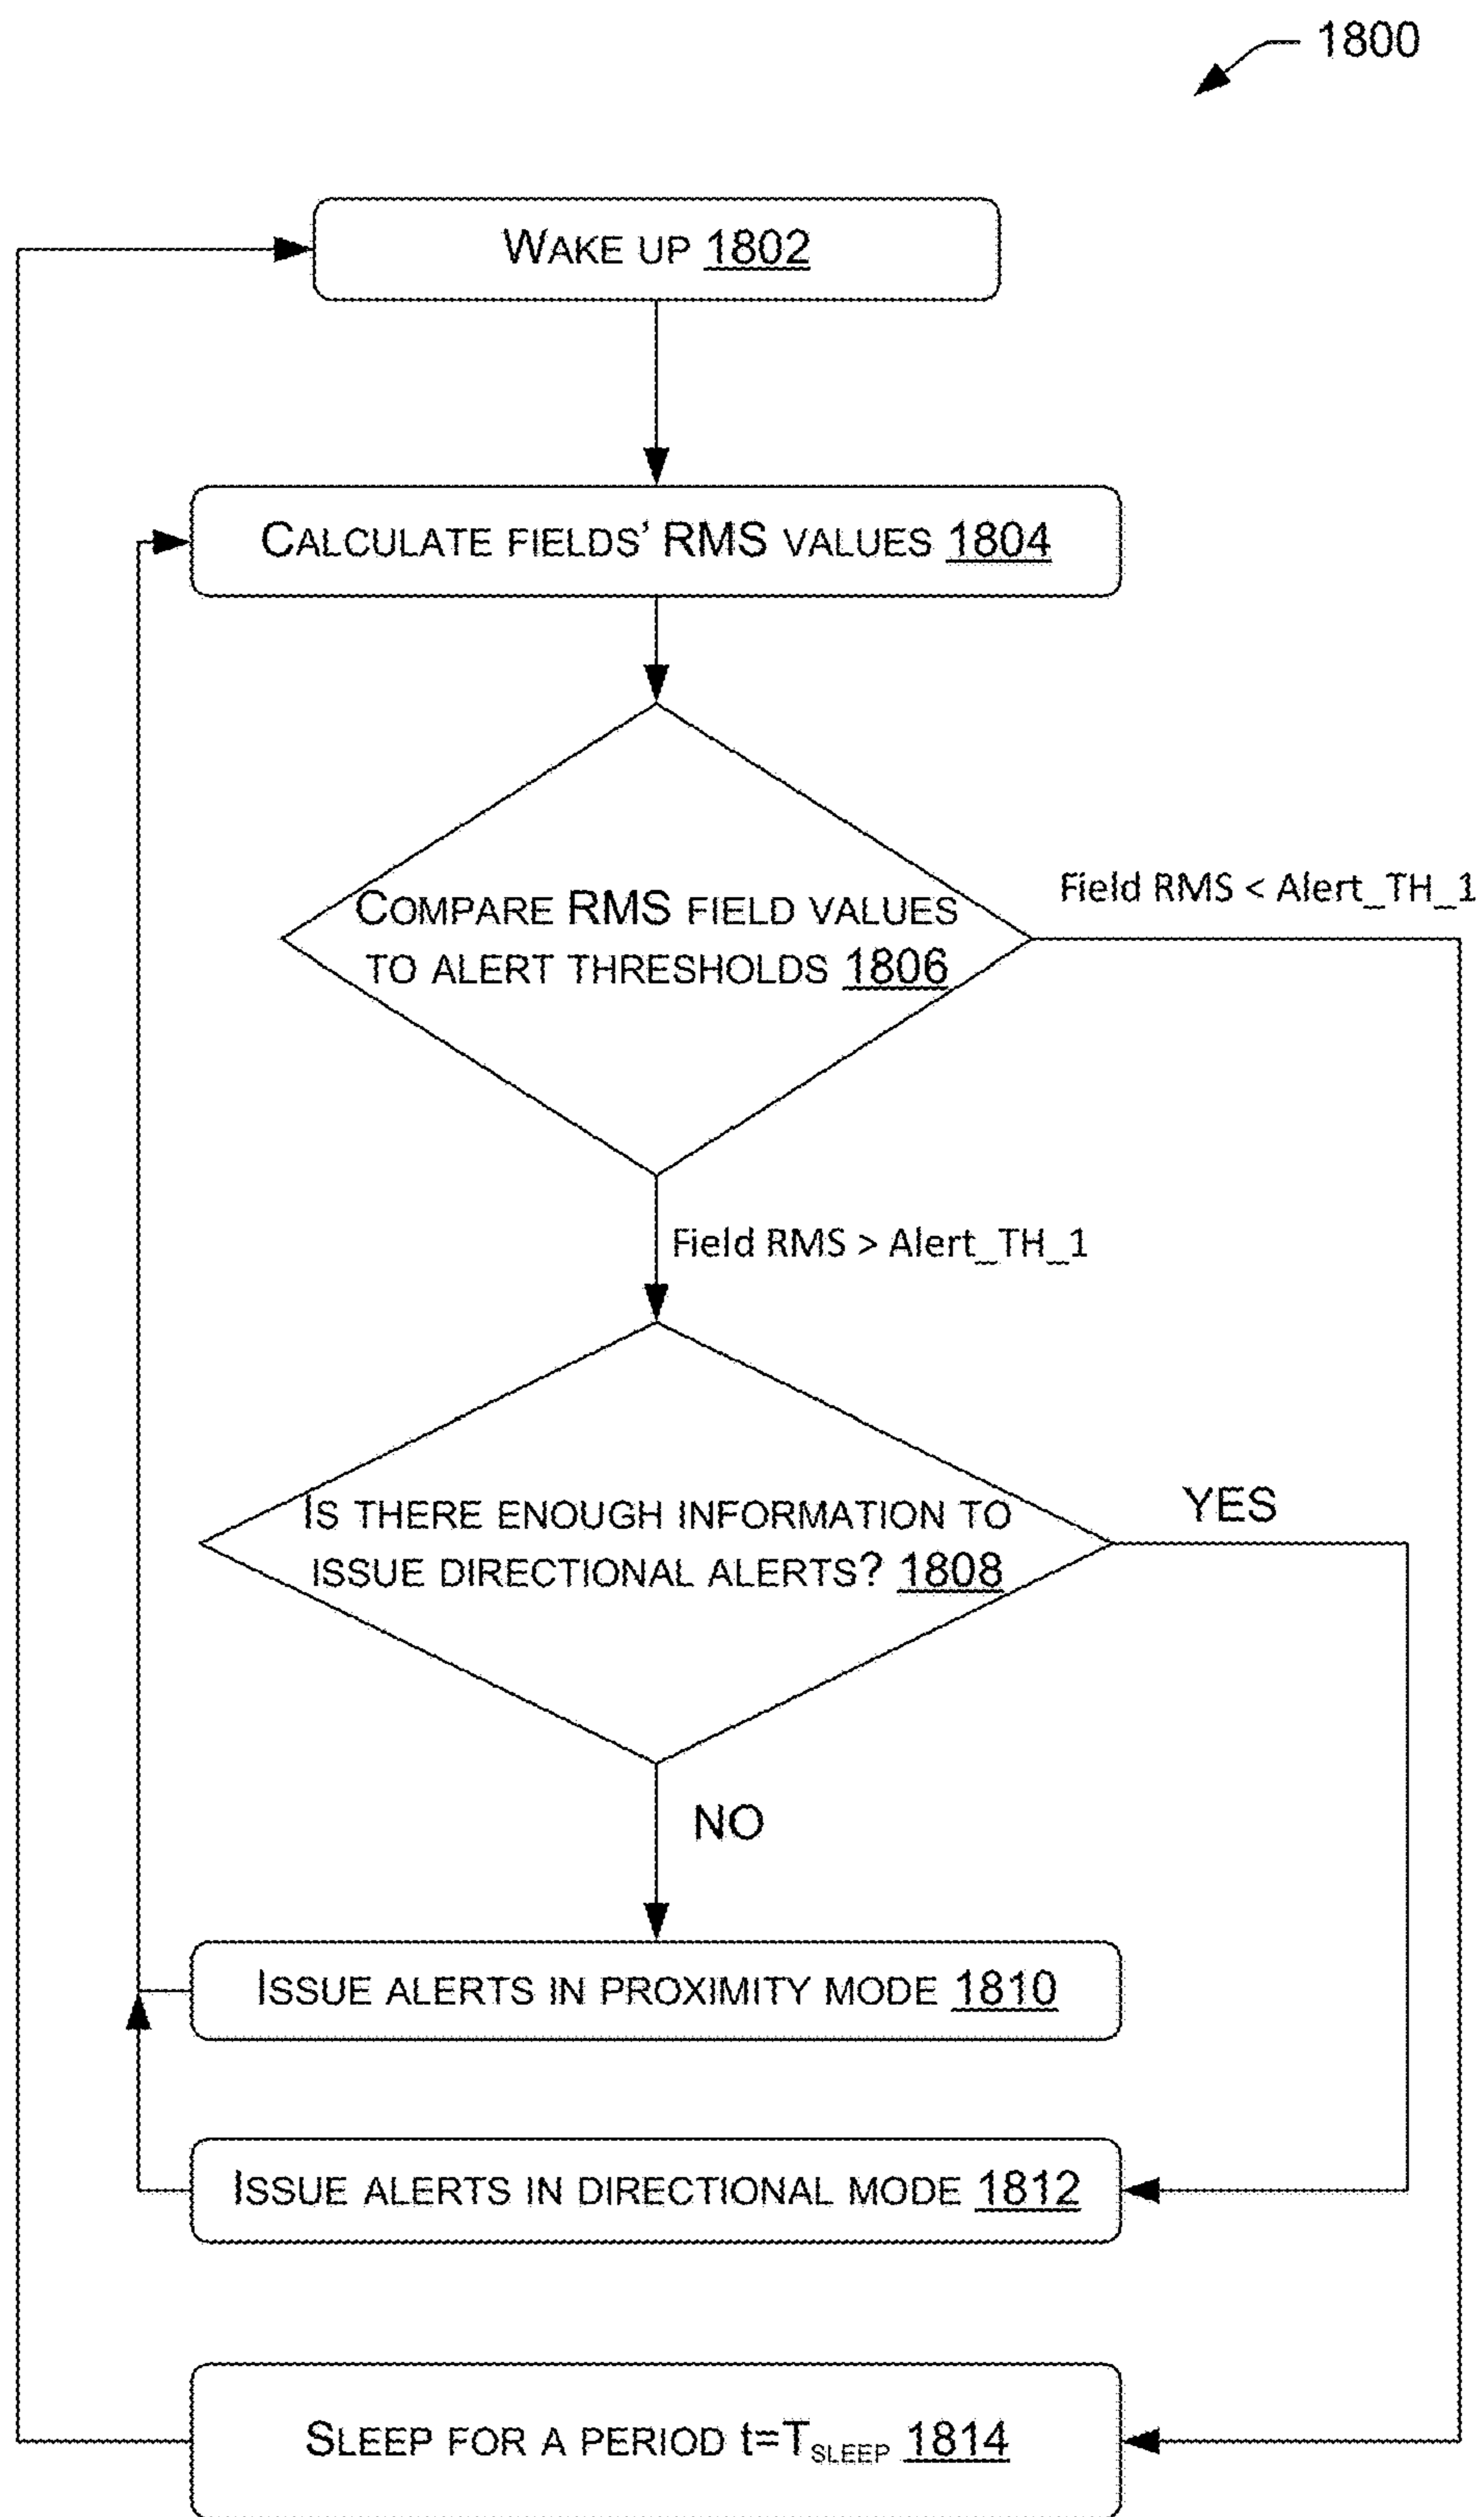 1800
WAKE UP 1802
CALCULATE FIELDS' RMS VALUES 1804
COMPARE RMS FIELD VALUES
TO ALERT THRESHOLDS 1806
Field RMS < Alert_TH_1
Field RMS > Alert_TH_1
IS THERE ENOUGH INFORMATION TO
ISSUE DIRECTIONAL ALERTS? 1808
YES
NO
ISSUE ALERTS IN PROXIMITY MODE 1810
ISSUE ALERTS IN DIRECTIONAL MODE 1812
SLEEP FOR A PERIOD t=TSLEEP 1814